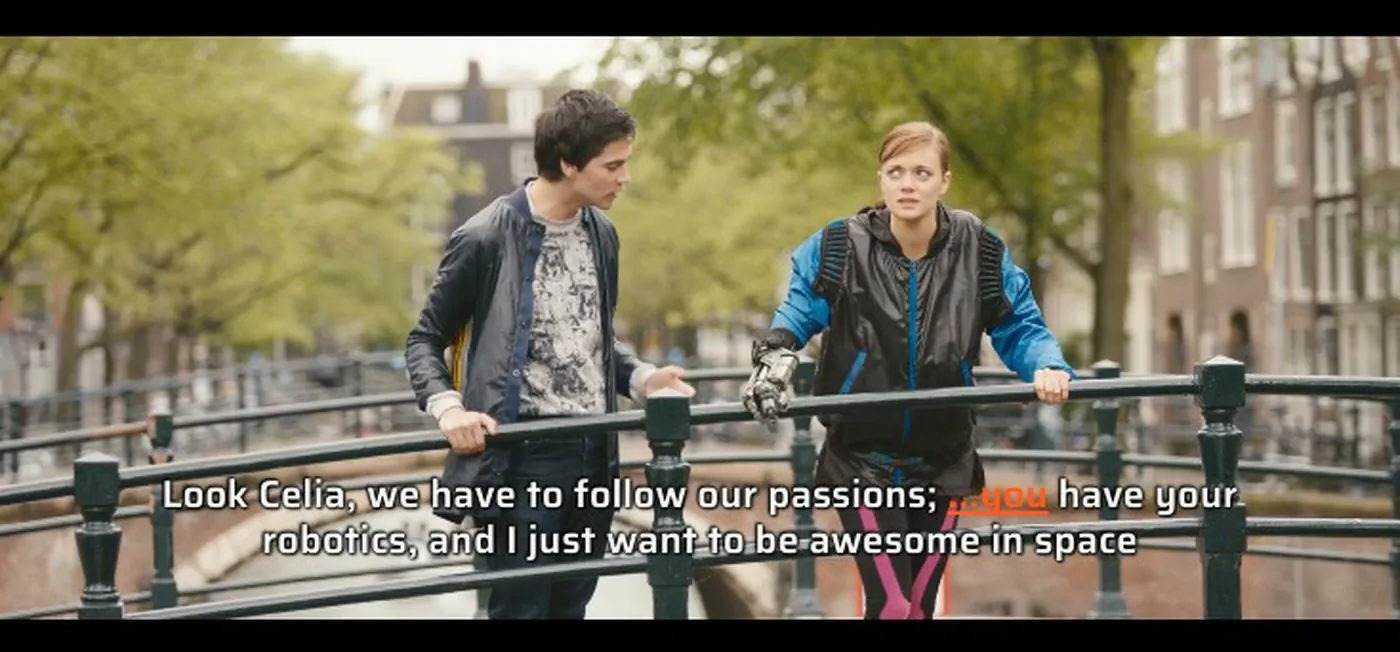 Look Celia, we have to follow our passions; ...you have your
robotics, and I just want to be awesome in space